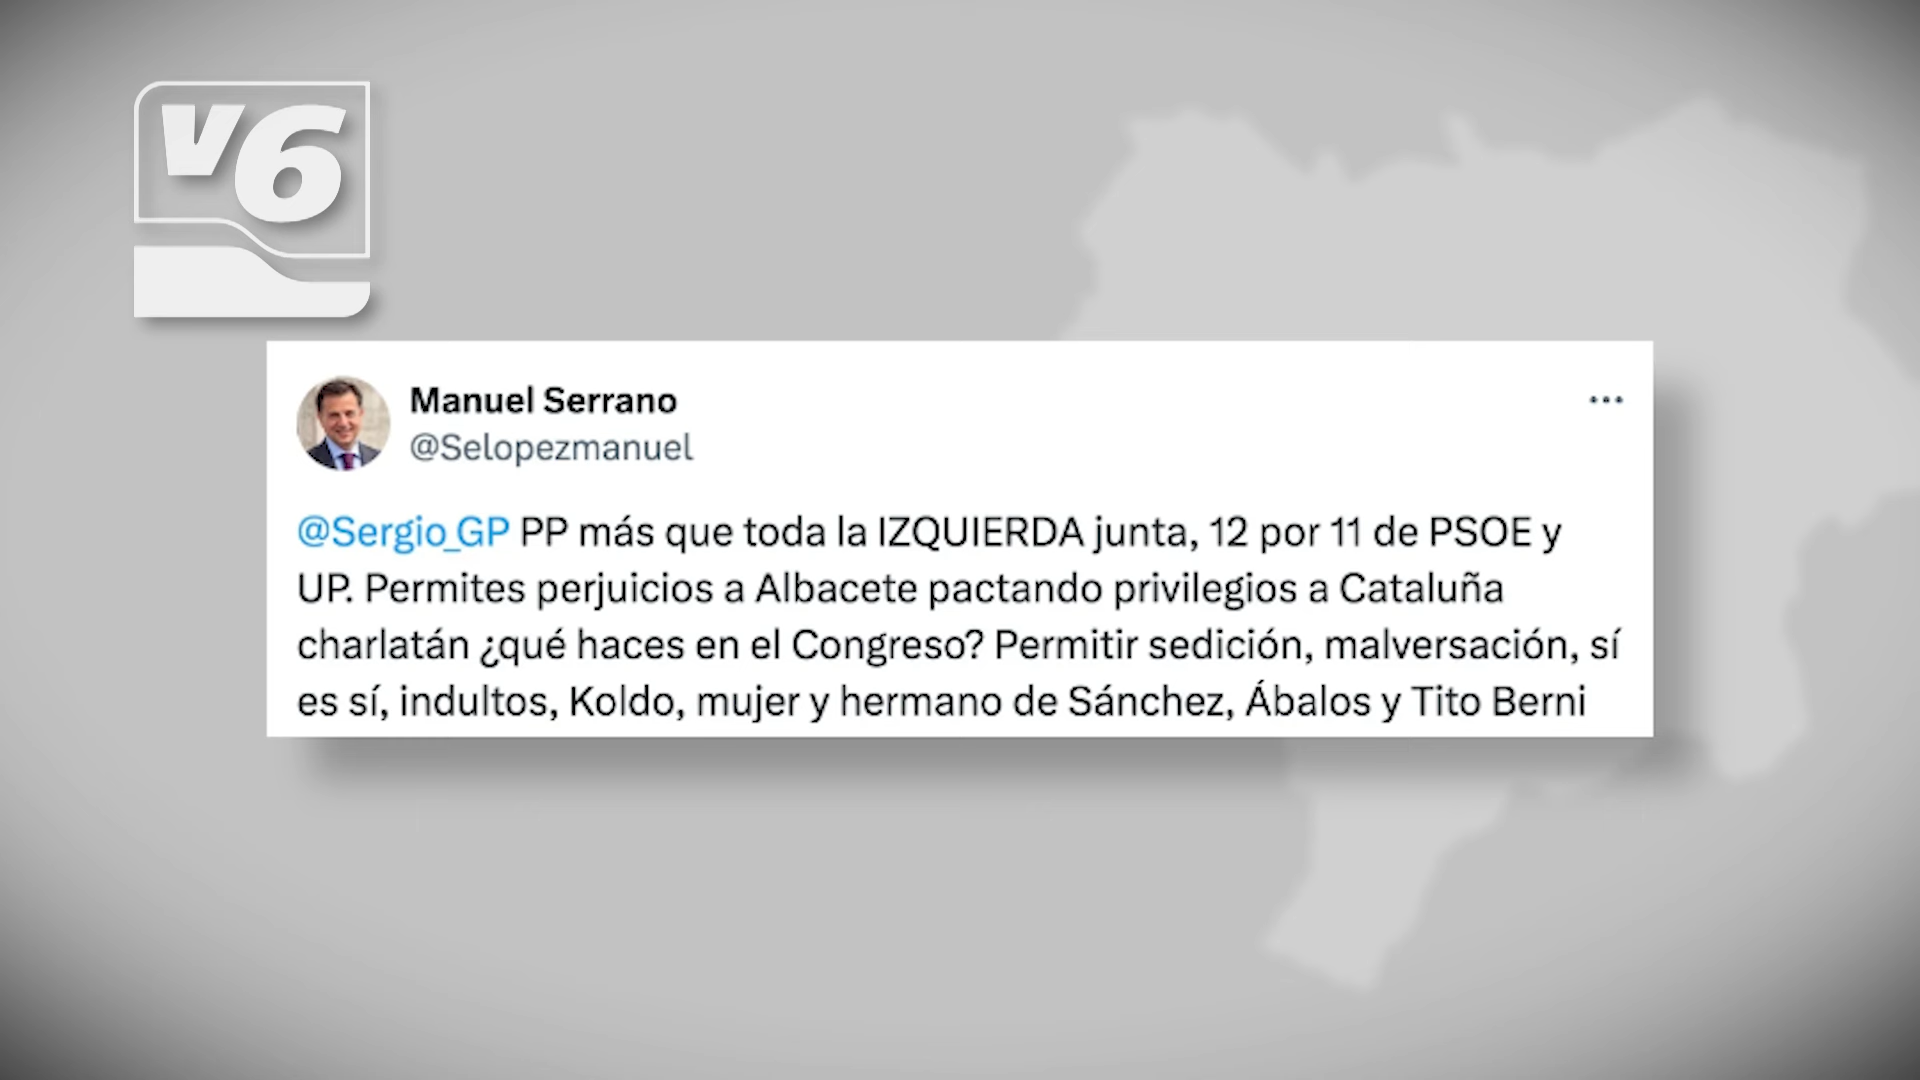 V6
Manuel Serrano
@Selopezmanuel
@Sergio_GP PP más que toda la IZQUIERDA junta, 12 por 11 de PSOE y
UP. Permites perjuicios a Albacete pactando privilegios a Cataluña
charlatán ¿qué haces en el Congreso? Permitir sedición, malversación, sí
es sí, indultos, Koldo, mujer y hermano de Sánchez, Ábalos y Tito Berni